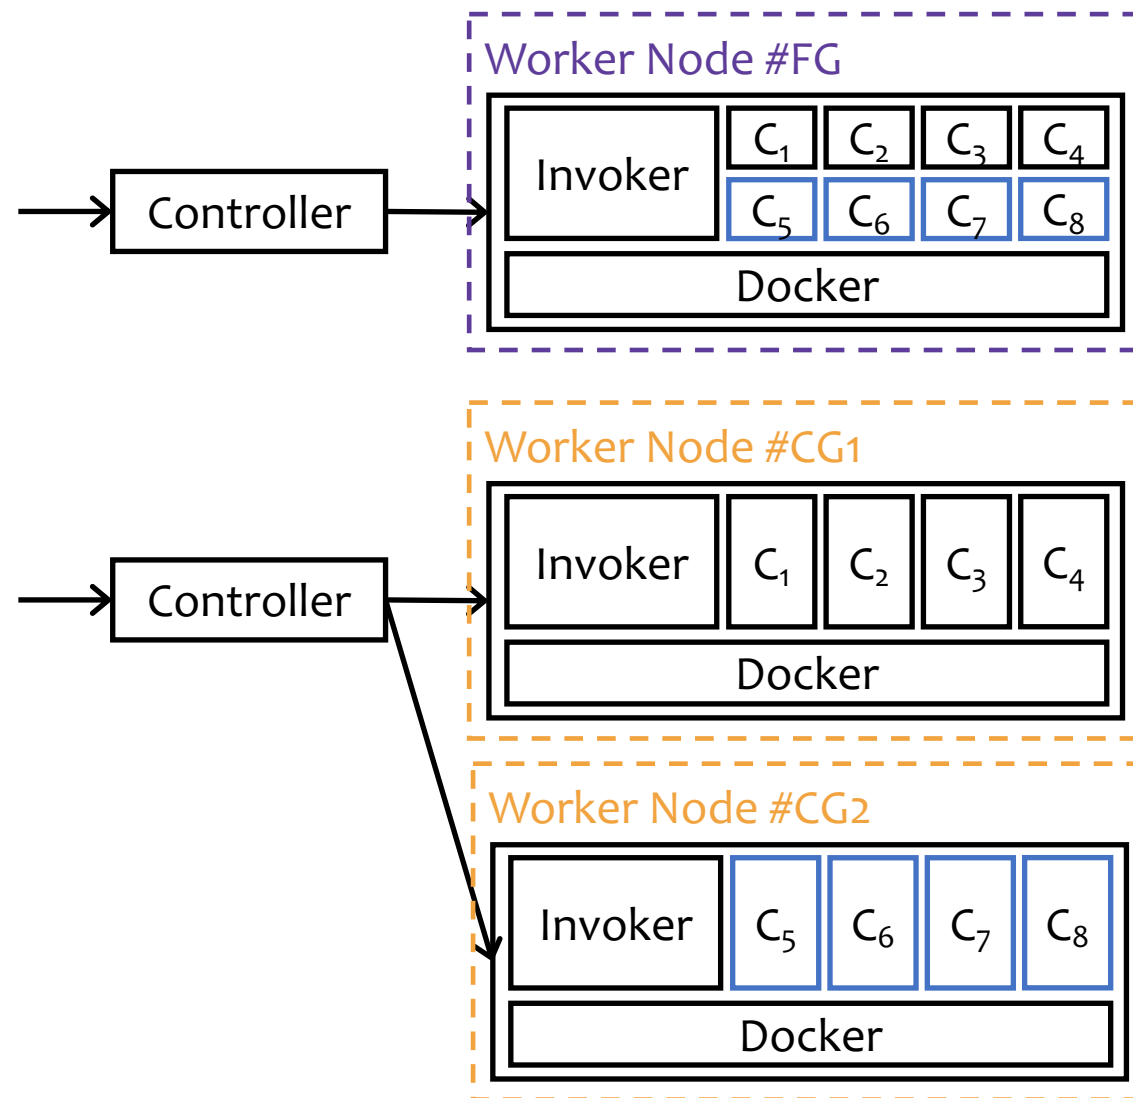 Worker Node #FG
Invoker
C₁ C₂ C₃ C₄
C₅ C₆ C₇ C₈
Docker
Controller
Worker Node #CG1
Invoker
C₁ C₂ C₃ C₄
Docker
Controller
Worker Node #CG2
Invoker
C₅ C₆ C₇ C₈
Docker